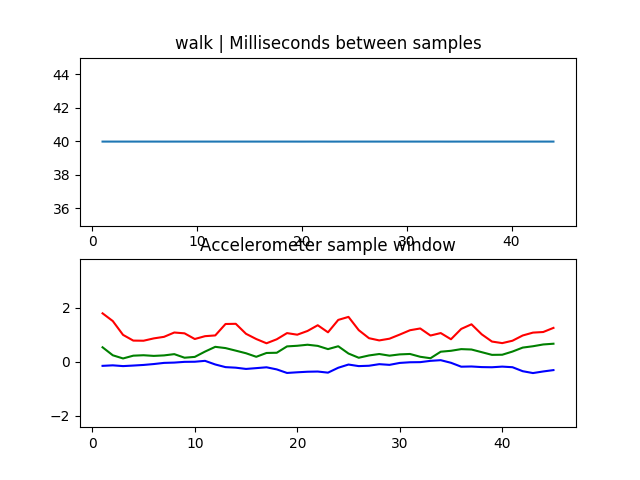 walk | Milliseconds between samples
44
42
40
38
36
0 10 20 30 40
Accelerometer sample window
2
0
−2
0 10 20 30 40